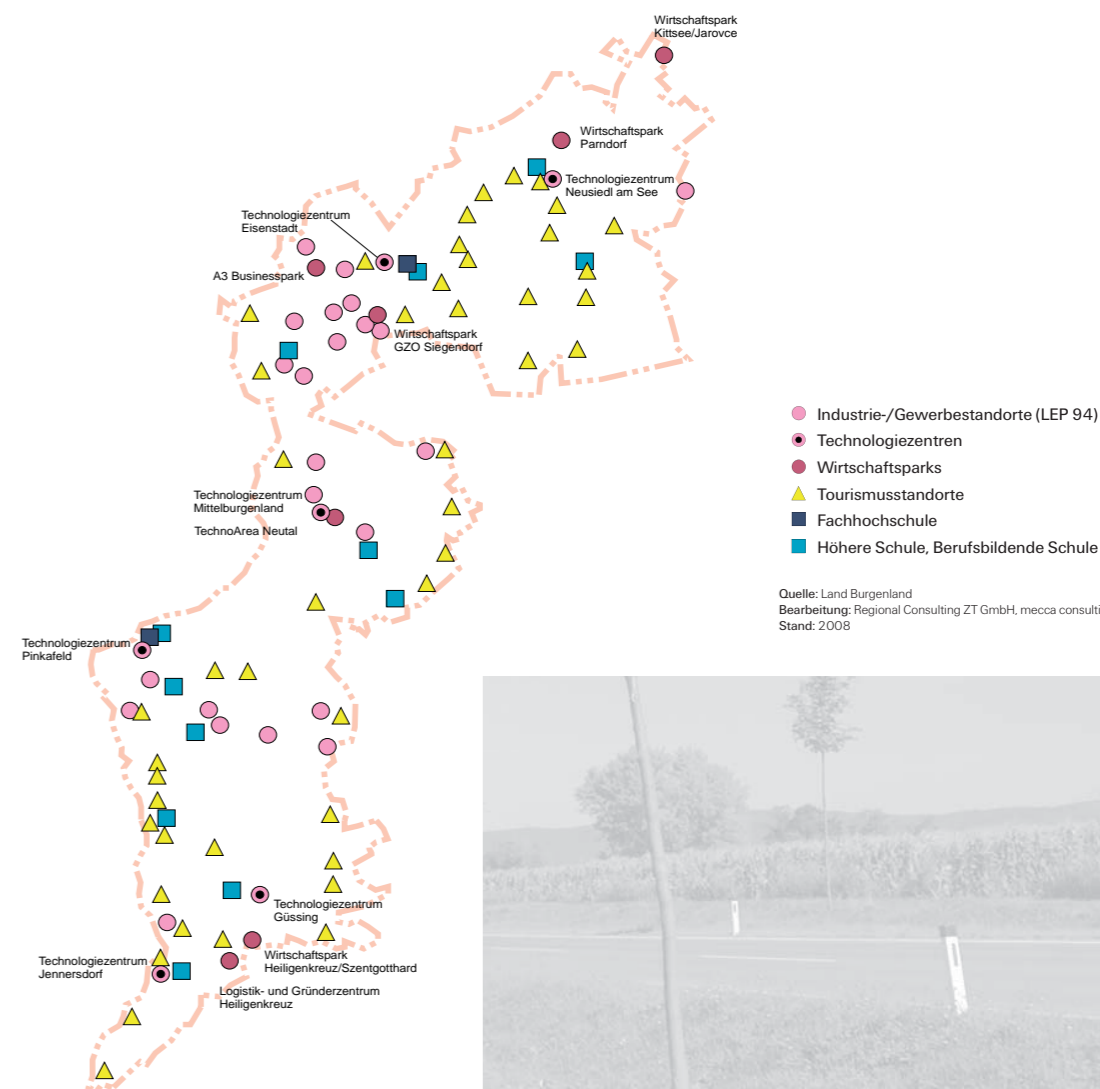 Wirtschaftspark
Kittsee/Jarovce
Wirtschaftspark
Parndorf
Technologiezentrum
Neusiedl am See
Technologiezentrum
Eisenstadt
A3 Businesspark
Wirtschaftspark
GZO Siegendorf
Industrie-/Gewerbestandorte (LEP 94)
Technologiezentren
Wirtschaftsparks
Tourismusstandorte
Fachhochschule
Höhere Schule, Berufsbildende Schule
Quelle: Land Burgenland
Bearbeitung: Regional Consulting ZT GmbH, mecca consulti
Stand: 2008
Technologiezentrum
Mittelburgenland
TechnoArea Neutal
Technologiezentrum
Pinkafeld
Technologiezentrum
Güssing
Wirtschaftspark
Heiligenkreuz/Szentgotthard
Technologiezentrum
Jennersdorf
Logistik- und Gründerzentrum
Heiligenkreuz